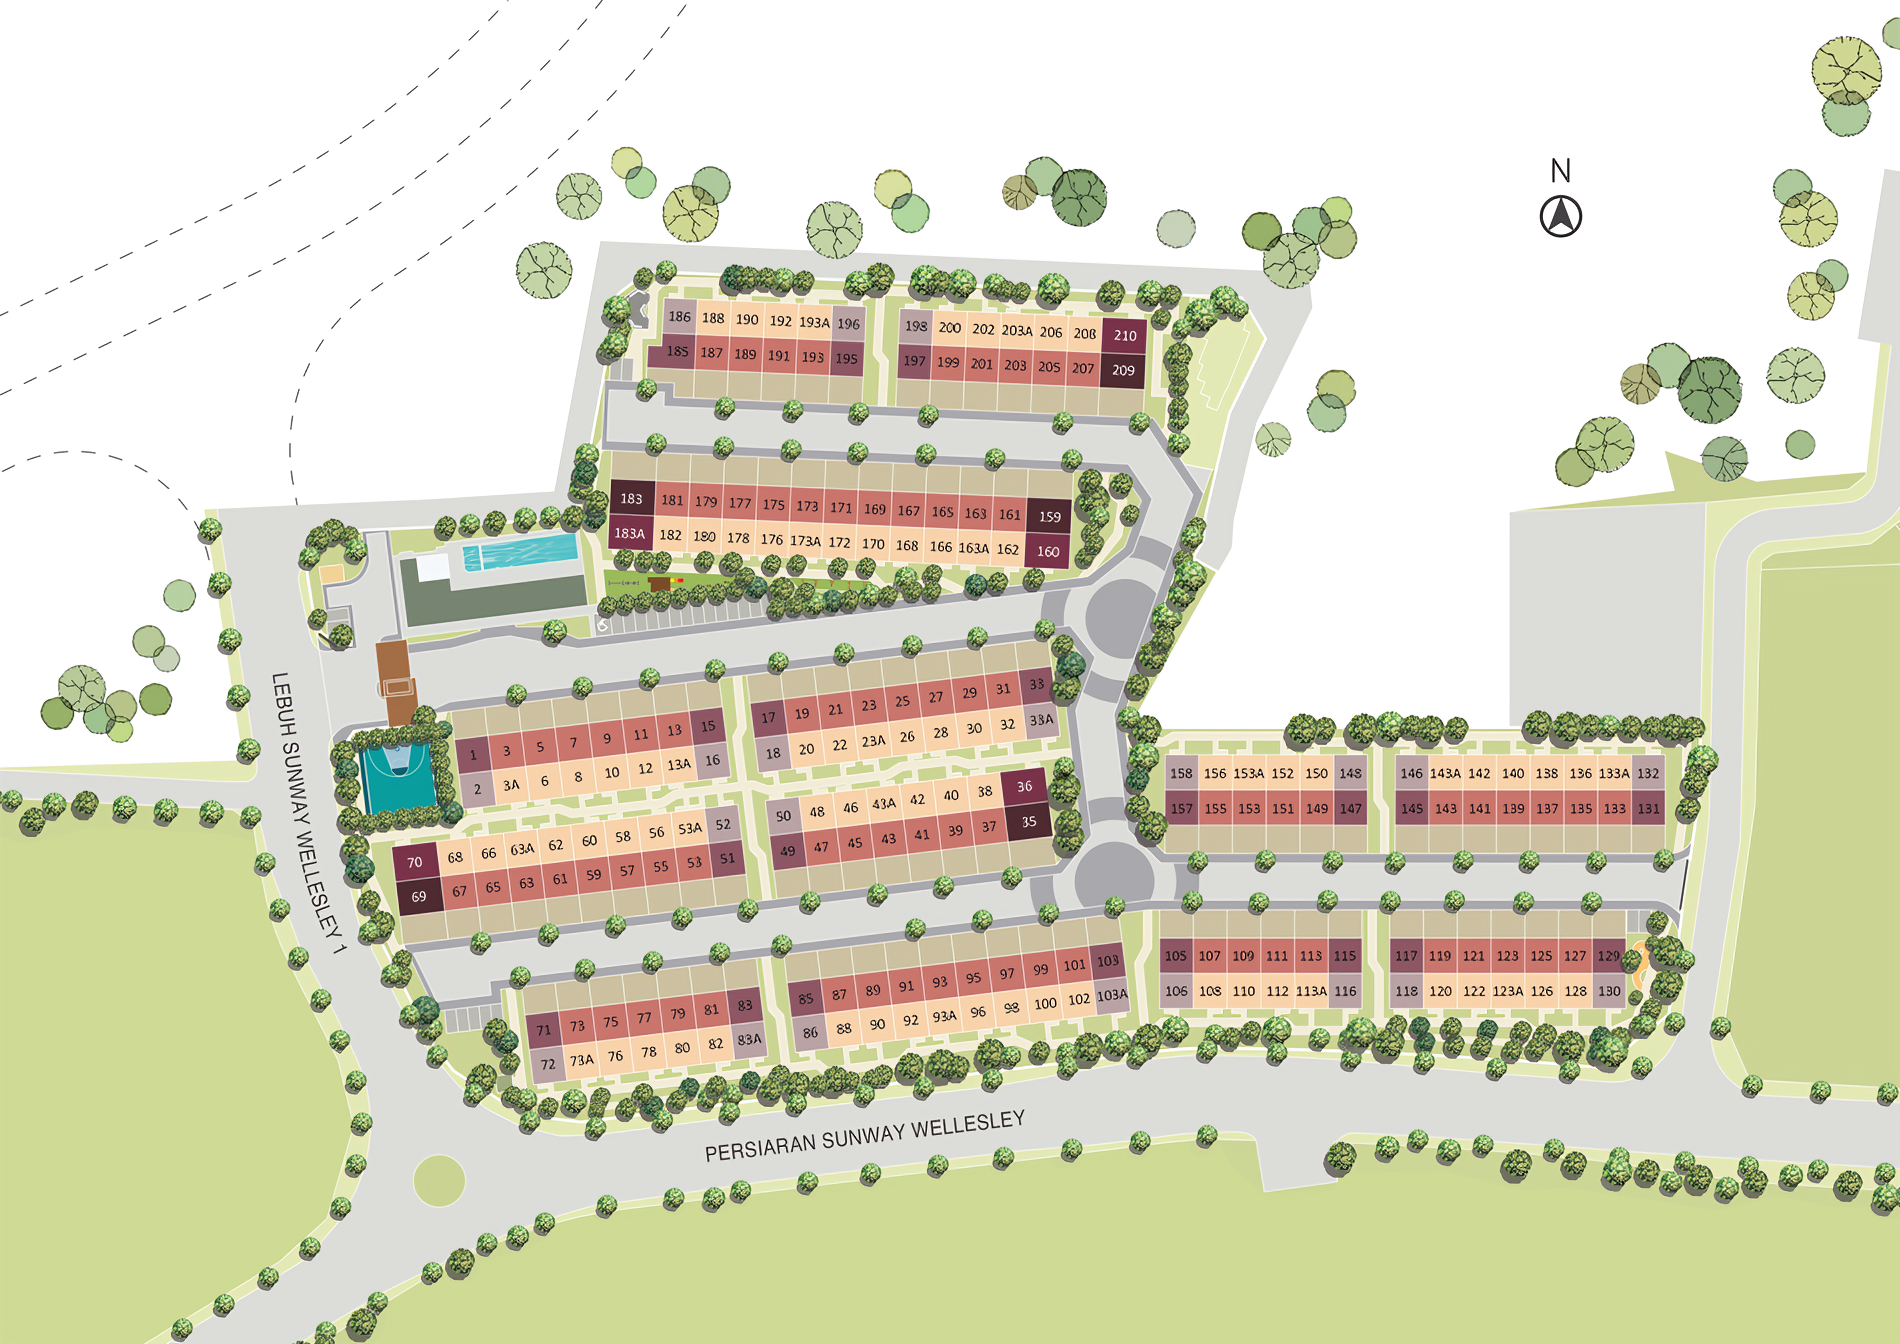 N
186 188 190 192 193A 196
198 200 202 203A 206 208 210
185 187 189 191 193 195
197 199 201 203 205 207 209
183 181 179 177 175 173 171 169 167 165 163 161 159
183A 182 180 178 176 173A 172 170 168 166 163A 162 160
LEBUH SUNWAY WELLESLEY 1
1 3 5 7 9 11 13 15
2 3A 6 8 10 12 13A 16
17 19 21 23 25 27 29 31 33
18 20 22 23A 26 28 30 32 33A
70 68 66 63A 62 60 58 56 53A 52
69 67 65 63 61 59 57 55 53 51
50 48 46 43A 42 40 38 36
49 47 45 43 41 39 37 35
158 156 153A 152 150 148
157 155 153 151 149 147
146 143A 142 140 138 136 133A 132
145 143 141 139 137 135 133 131
71 73 75 77 79 81 83
72 73A 76 78 80 82 83A
85 87 89 91 93 95 97 99 101 103
86 88 90 92 93A 96 98 100 102 103A
105 107 109 111 113 115
106 108 110 112 113A 116
117 119 121 123 125 127 129
118 120 122 123A 126 128 130
PERSIARAN SUNWAY WELLESLEY